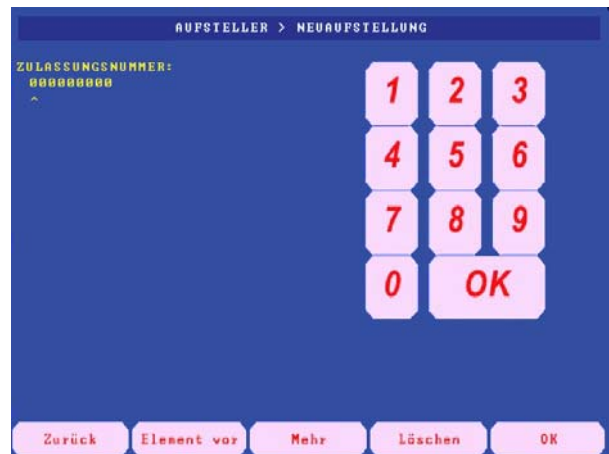 AUFSTELLER > NEUAUFSTELLUNG
ZULASSUNGSNUMMER:
000000000
^
1 2 3
4 5 6
7 8 9
0 OK
Zurück Element vor Mehr Löschen OK